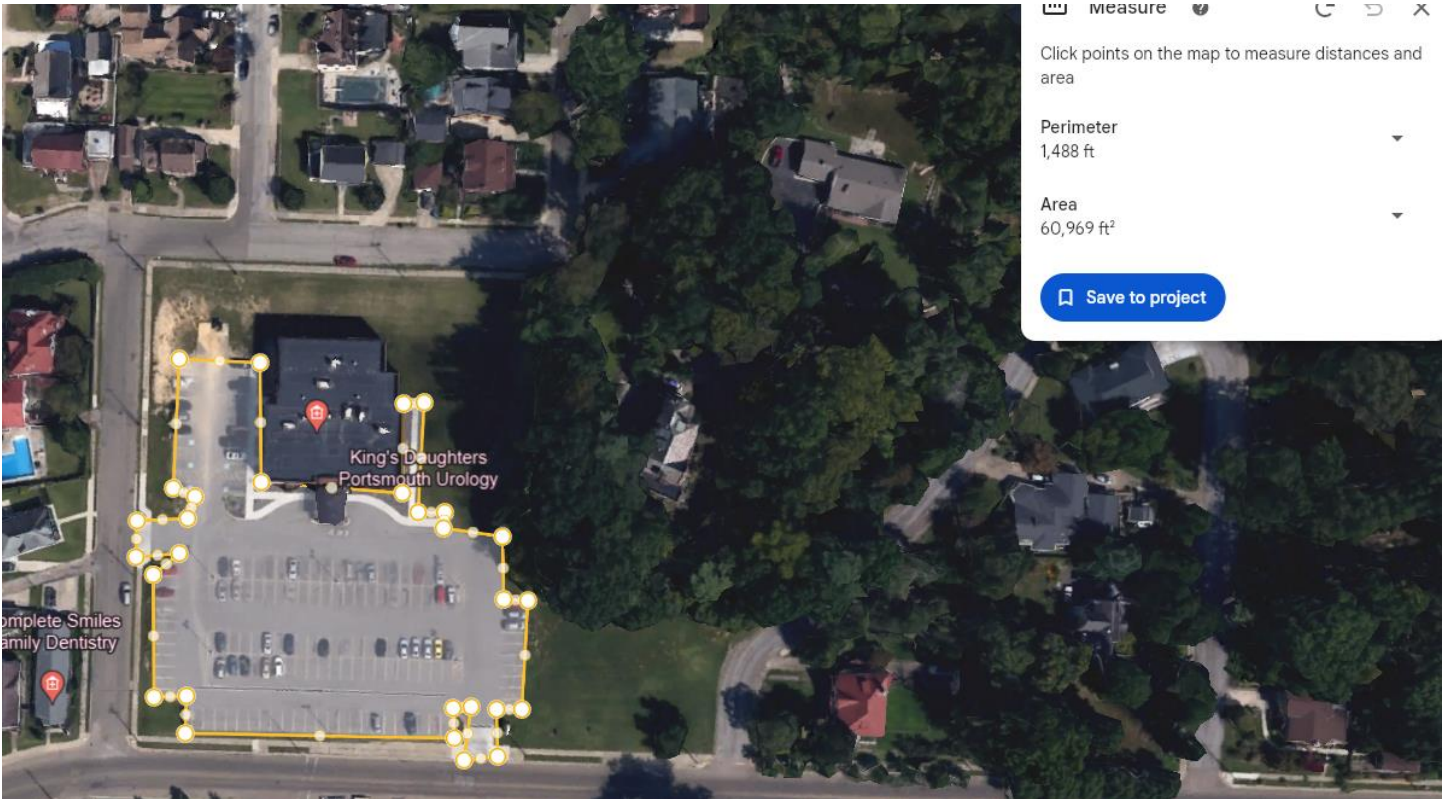 Measure
Click points on the map to measure distances and
area
Perimeter
1,488 ft
Area
60,969 ft²
Save to project
King's Daughters
Portsmouth Urology
omplete Smiles
amily Dentistry